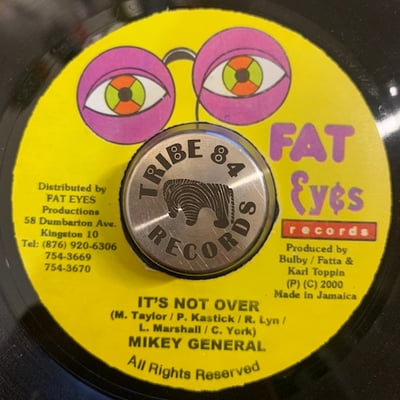 FAT
Eye$
records
TRIBE 84
RECORDS
Distributed by
FAT EYES
Productions
58 Dumbarton Ave.
Kingston 10
Tel: (876) 920-6306
754-3669
754-3670
Produced by
Bulby / Fatta &
Karl Toppin
(P) (C) 2000
Made in Jamaica
IT'S NOT OVER
(M. Taylor / P. Kastick / R. Lyn /
L. Marshall / C. York)
MIKEY GENERAL
All Rights Reserved